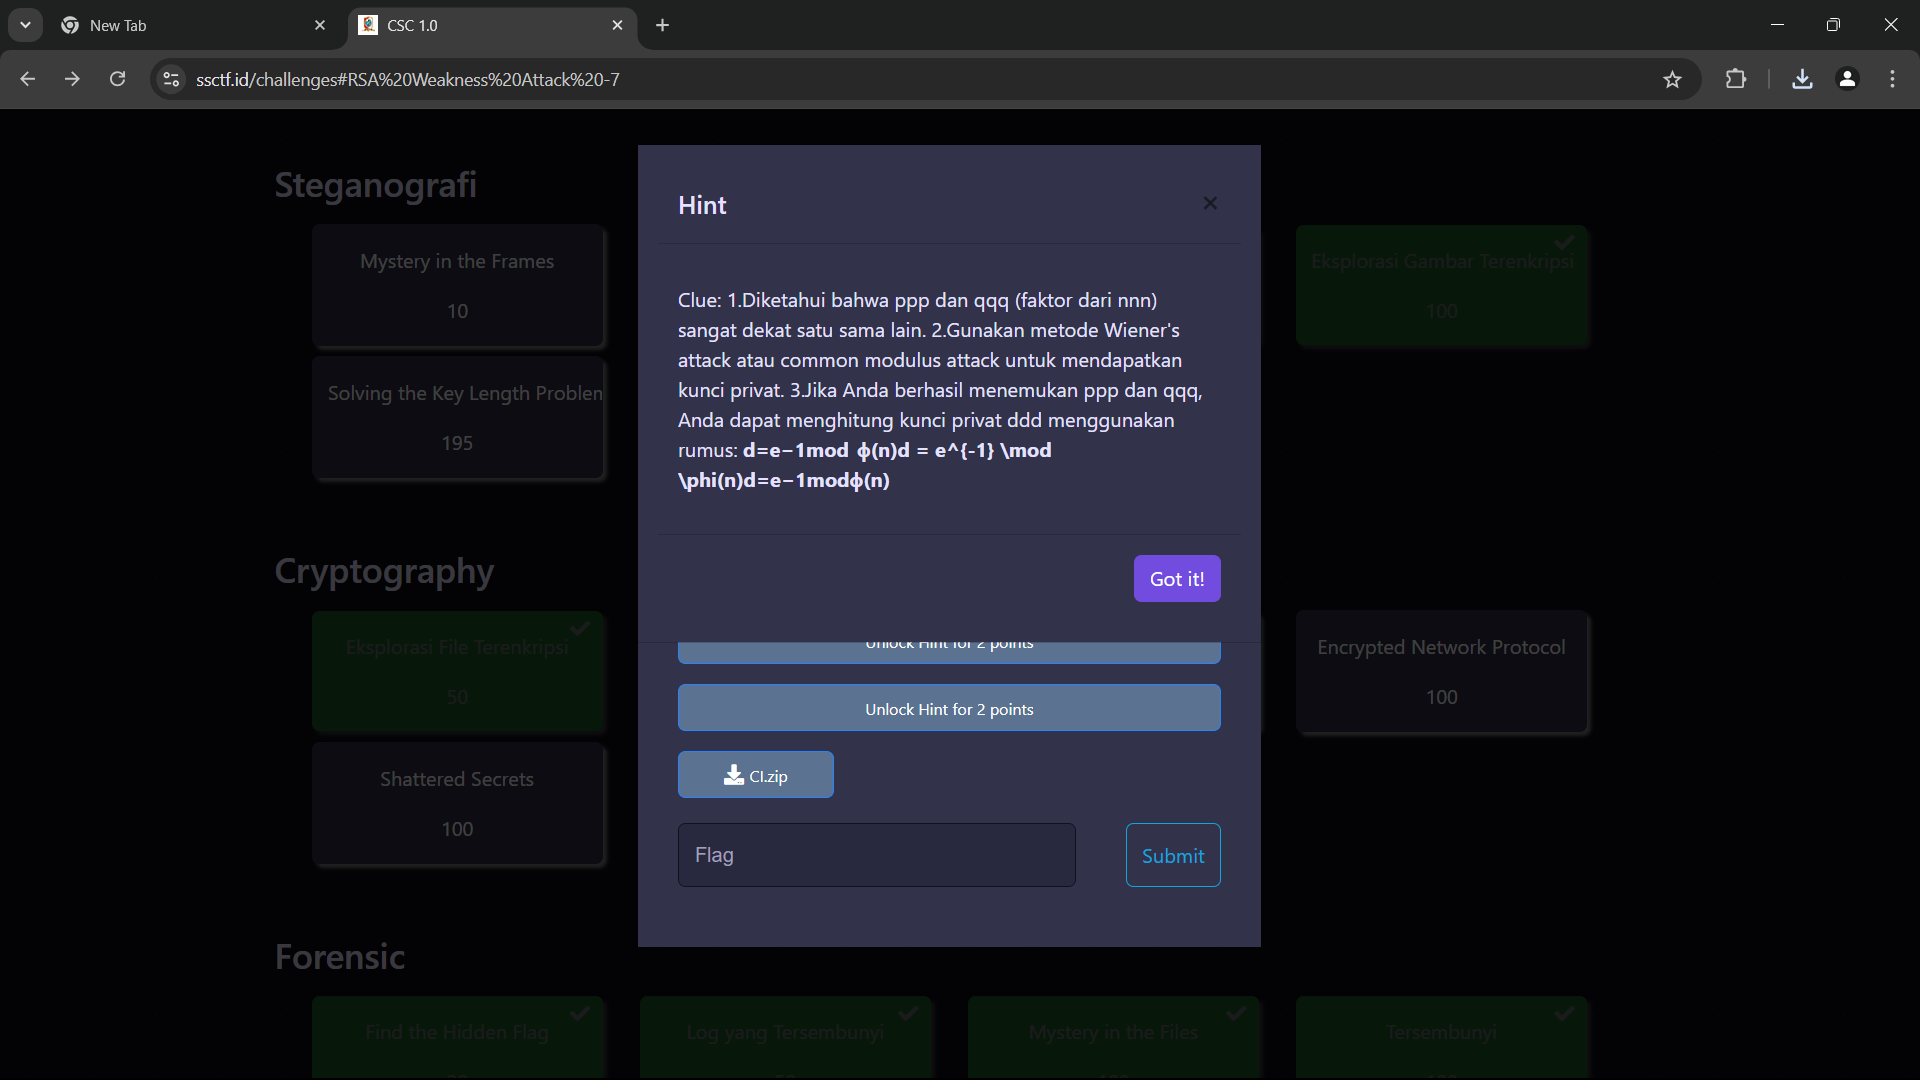 New Tab
CSC 1.0
ssctf.id/challenges#RSA%20Weakness%20Attack%20-7
Steganografi
Mystery in the Frames
10
Solving the Key Length Problem
195
Eksplorasi Gambar Terenkripsi
100
Hint
Clue: 1.Diketahui bahwa ppp dan qqq (faktor dari nnn)
sangat dekat satu sama lain. 2.Gunakan metode Wiener's
attack atau common modulus attack untuk mendapatkan
kunci privat. 3.Jika Anda berhasil menemukan ppp dan qqq,
Anda dapat menghitung kunci privat ddd menggunakan
rumus: d=e−1mod ϕ(n)d = e^{-1} \mod
\phi(n)d=e−1modϕ(n)
Got it!
Unlock Hint for 2 points
Unlock Hint for 2 points
CI.zip
Flag
Submit
Cryptography
Eksplorasi File Terenkripsi
50
Encrypted Network Protocol
100
Shattered Secrets
100
Forensic
Find the Hidden Flag
Log yang Tersembunyi
Mystery in the Files
Tersembunyi